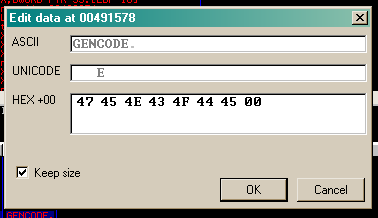 Edit data at 00491578
ASCII
GENCODE.
UNICODE
E
HEX +00
47 45 4E 43 4F 44 45 00
Keep size
OK
Cancel
GENCODE.